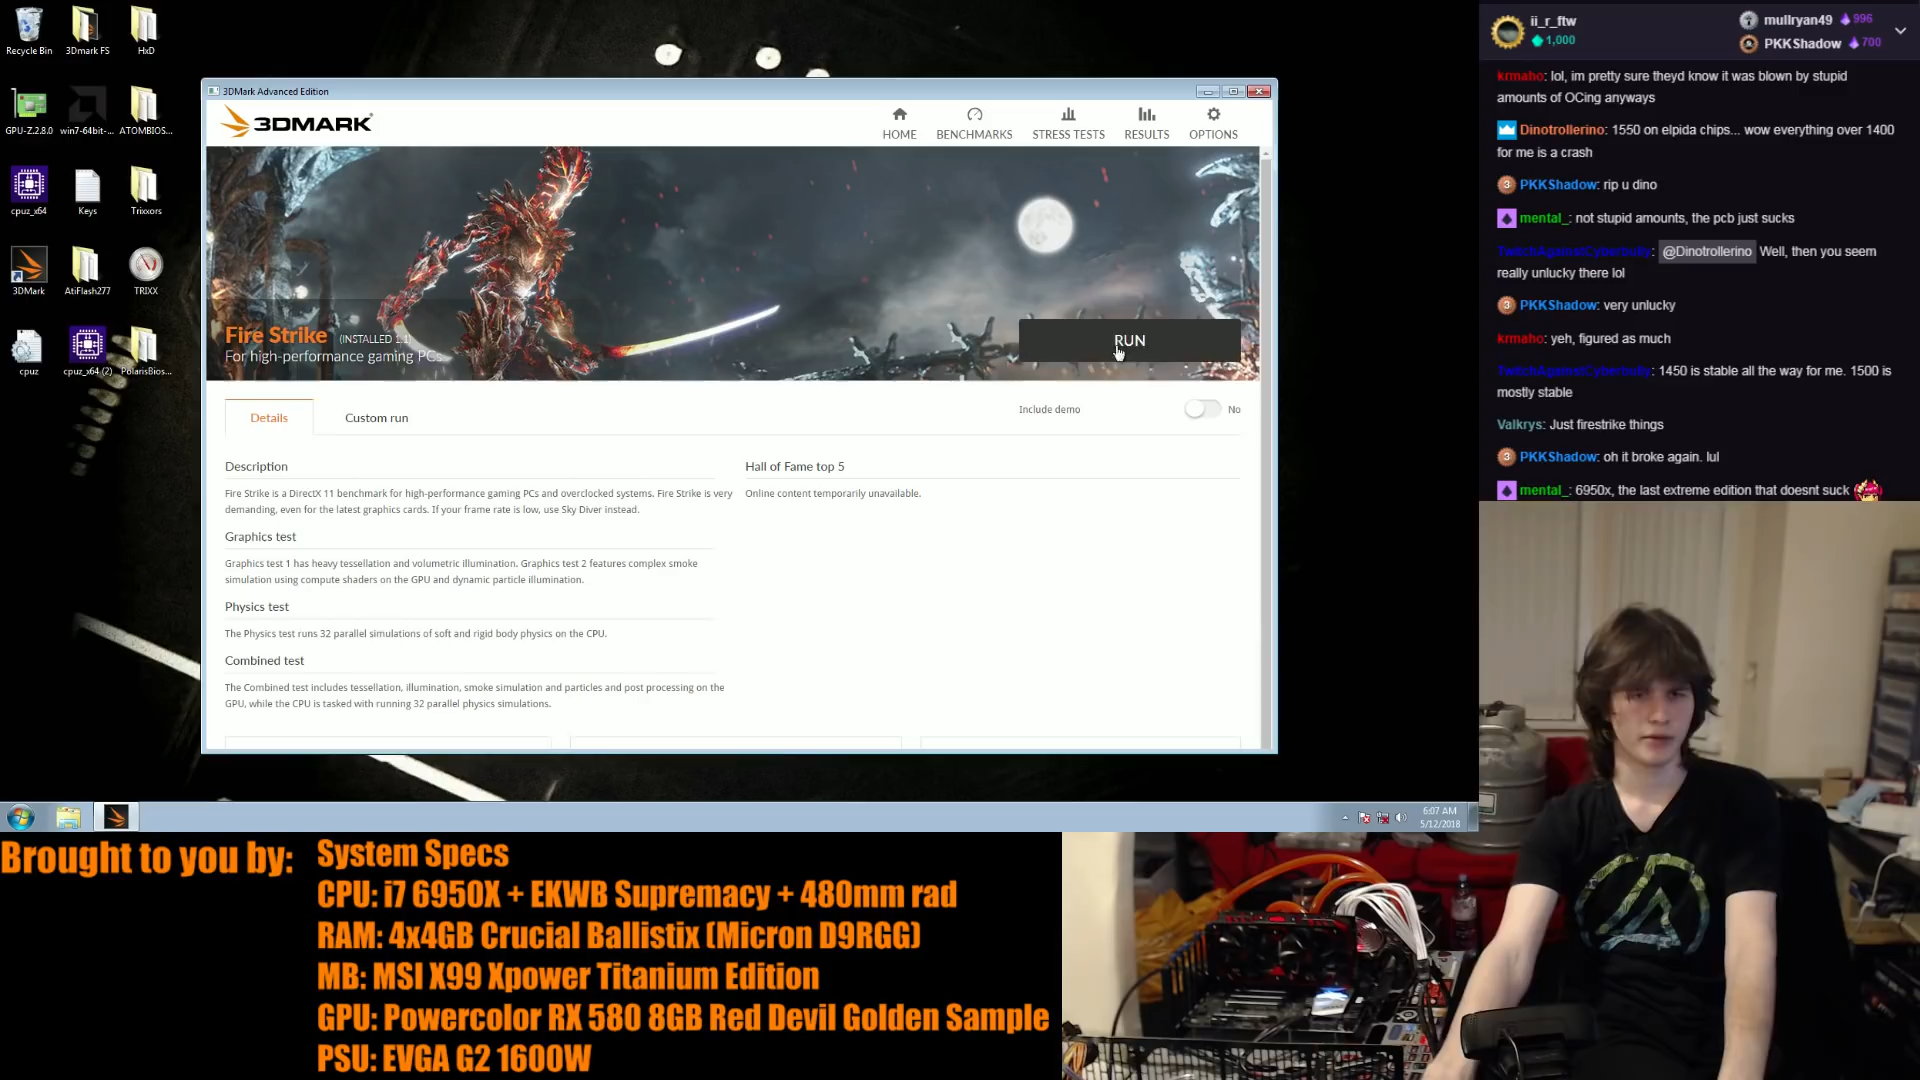 Recycle Bin
3Dmark FS
HxD
GPU-Z.2.8.0
win7-64bit-...
ATOMBIOS...
cpuz_x64
Keys
Trixxors
3DMark
AtiFlash277
TRIXX
cpuz
cpuz_x64 (2)
PolarisBios...
3DMark Advanced Edition
3DMARK
HOME
BENCHMARKS
STRESS TESTS
RESULTS
OPTIONS
Fire Strike (INSTALLED 1.1)
For high-performance gaming PCs
RUN
Details
Custom run
Include demo
No
Description
Fire Strike is a DirectX 11 benchmark for high-performance gaming PCs and overclocked systems. Fire Strike is very
demanding, even for the latest graphics cards. If your frame rate is low, use Sky Diver instead.
Hall of Fame top 5
Online content temporarily unavailable.
Graphics test
Graphics test 1 has heavy tessellation and volumetric illumination. Graphics test 2 features complex smoke
simulation using compute shaders on the GPU and dynamic particle illumination.
Physics test
The Physics test runs 32 parallel simulations of soft and rigid body physics on the CPU.
Combined test
The Combined test includes tessellation, illumination, smoke simulation and particles and post processing on the
GPU, while the CPU is tasked with running 32 parallel physics simulations.
6:07 AM
5/12/2018
ii_r_ftw
1,000
mullryan49 996
PKKShadow 700
krmaho: lol, im pretty sure theyd know it was blown by stupid
amounts of OCing anyways
Dinotrollerino: 1550 on elpida chips... wow everything over 1400
for me is a crash
3 PKKShadow: rip u dino
mental_: not stupid amounts, the pcb just sucks
TwitchAgainstCyberbully: @Dinotrollerino Well, then you seem
really unlucky there lol
3 PKKShadow: very unlucky
krmaho: yeh, figured as much
TwitchAgainstCyberbully: 1450 is stable all the way for me. 1500 is
mostly stable
Valkrys: Just firestrike things
3 PKKShadow: oh it broke again. lul
mental_: 6950x, the last extreme edition that doesnt suck
Brought to you by:
System Specs
CPU: i7 6950X + EKWB Supremacy + 480mm rad
RAM: 4x4GB Crucial Ballistix (Micron D9RGG)
MB: MSI X99 Xpower Titanium Edition
GPU: Powercolor RX 580 8GB Red Devil Golden Sample
PSU: EVGA G2 1600W